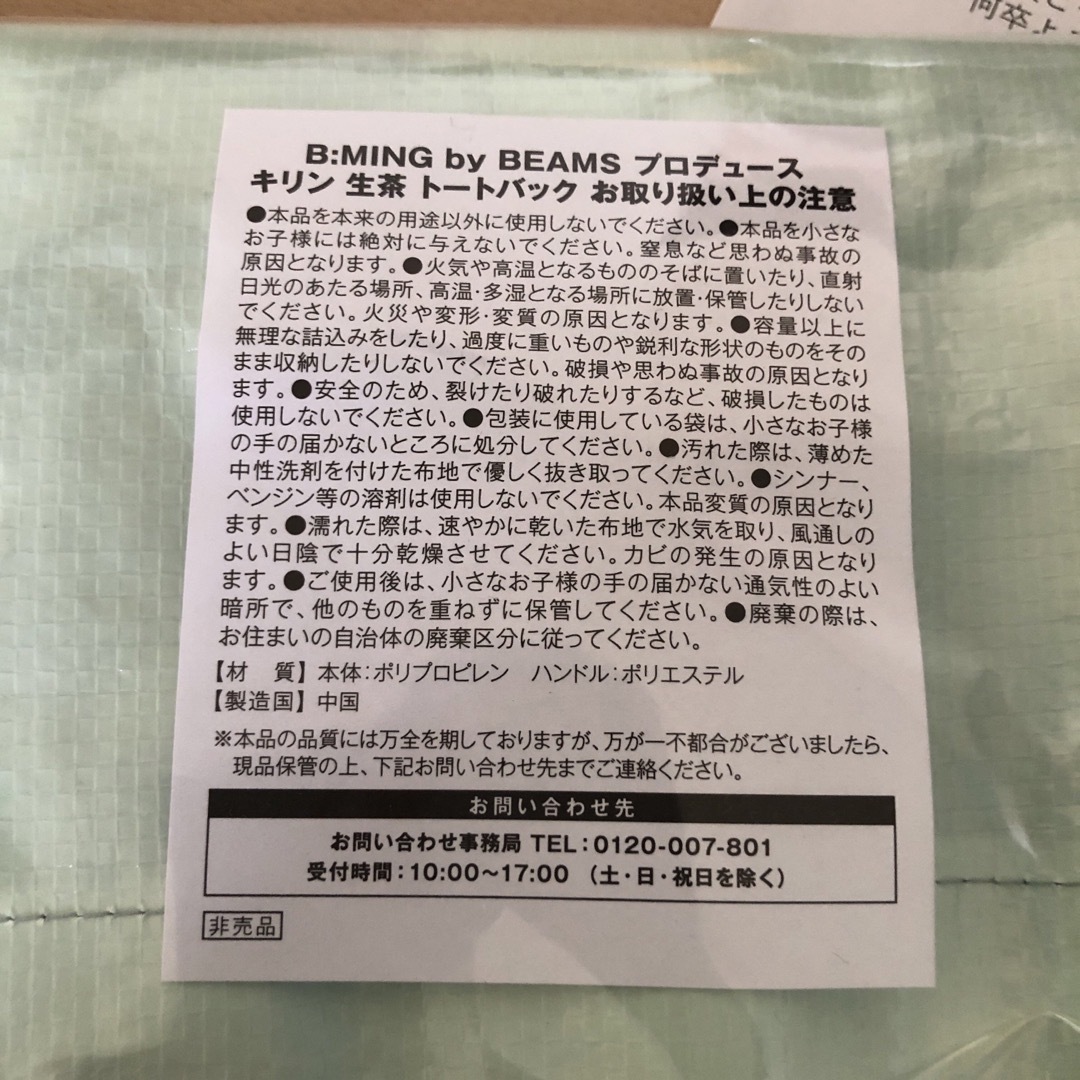 何卒よ
B:MING by BEAMS プロデュース
キリン 生茶 トートバック お取り扱い上の注意
●本品を本来の用途以外に使用しないでください。●本品を小さな
お子様には絶対に与えないでください。窒息など思わぬ事故の
原因となります。●火気や高温となるもののそばに置いたり、直射
日光のあたる場所、高温・多湿となる場所に放置・保管したりしない
でください。火災や変形・変質の原因となります。●容量以上に
無理な詰込みをしたり、過度に重いものや鋭利な形状のものをその
まま収納したりしないでください。破損や思わぬ事故の原因となり
ます。●安全のため、裂けたり破れたりするなど、破損したものは
使用しないでください。●包装に使用している袋は、小さなお子様
の手の届かないところに処分してください。●汚れた際は、薄めた
中性洗剤を付けた布地で優しく抜き取ってください。●シンナー、
ベンジン等の溶剤は使用しないでください。本品変質の原因となり
ます。●濡れた際は、速やかに乾いた布地で水気を取り、風通しの
よい日陰で十分乾燥させてください。カビの発生の原因となり
ます。●ご使用後は、小さなお子様の手の届かない通気性のよい
暗所で、他のものを重ねずに保管してください。●廃棄の際は、
お住まいの自治体の廃棄区分に従ってください。
【材　質】本体：ポリプロピレン　ハンドル：ポリエステル
【製造国】中国
※本品の品質には万全を期しておりますが、万が一不都合がございましたら、
現品保管の上、下記お問い合わせ先までご連絡ください。
お問い合わせ先
お問い合わせ事務局 TEL：0120-007-801
受付時間：10:00〜17:00 （土・日・祝日を除く）
非売品